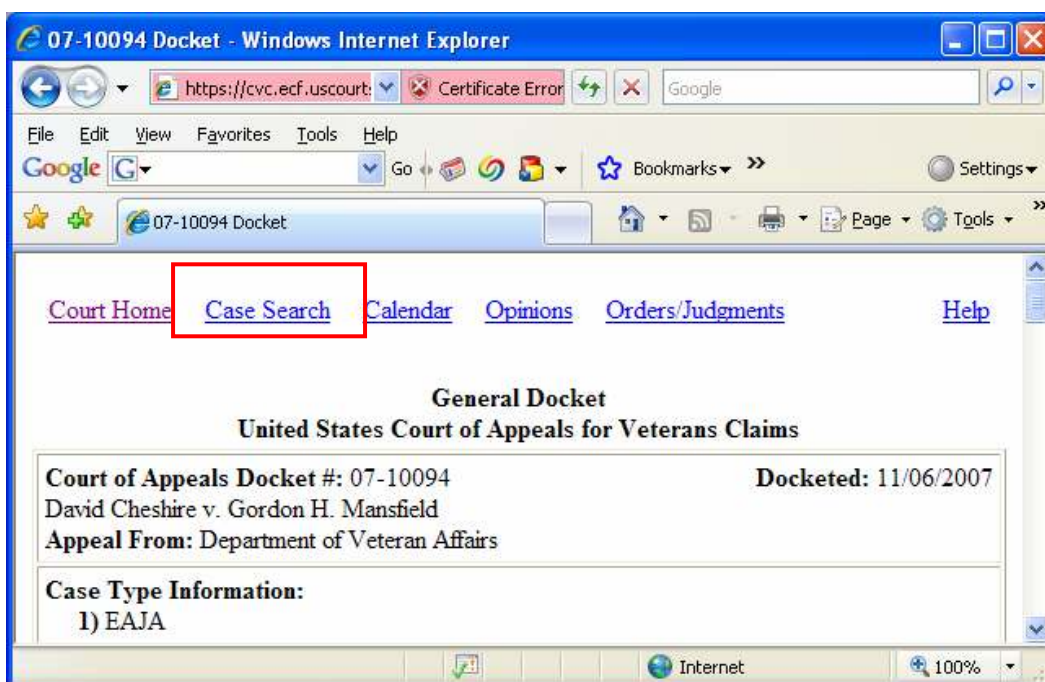 07-10094 Docket - Windows Internet Explorer
https://cvc.ecf.uscourt: Certificate Error Google
File Edit View Favorites Tools Help
Google G Go Bookmarks >> Settings
07-10094 Docket Page Tools >>
Court Home Case Search Calendar Opinions Orders/Judgments Help
General Docket
United States Court of Appeals for Veterans Claims
Court of Appeals Docket #: 07-10094 Docketed: 11/06/2007
David Cheshire v. Gordon H. Mansfield
Appeal From: Department of Veteran Affairs
Case Type Information:
1) EAJA
Internet 100%